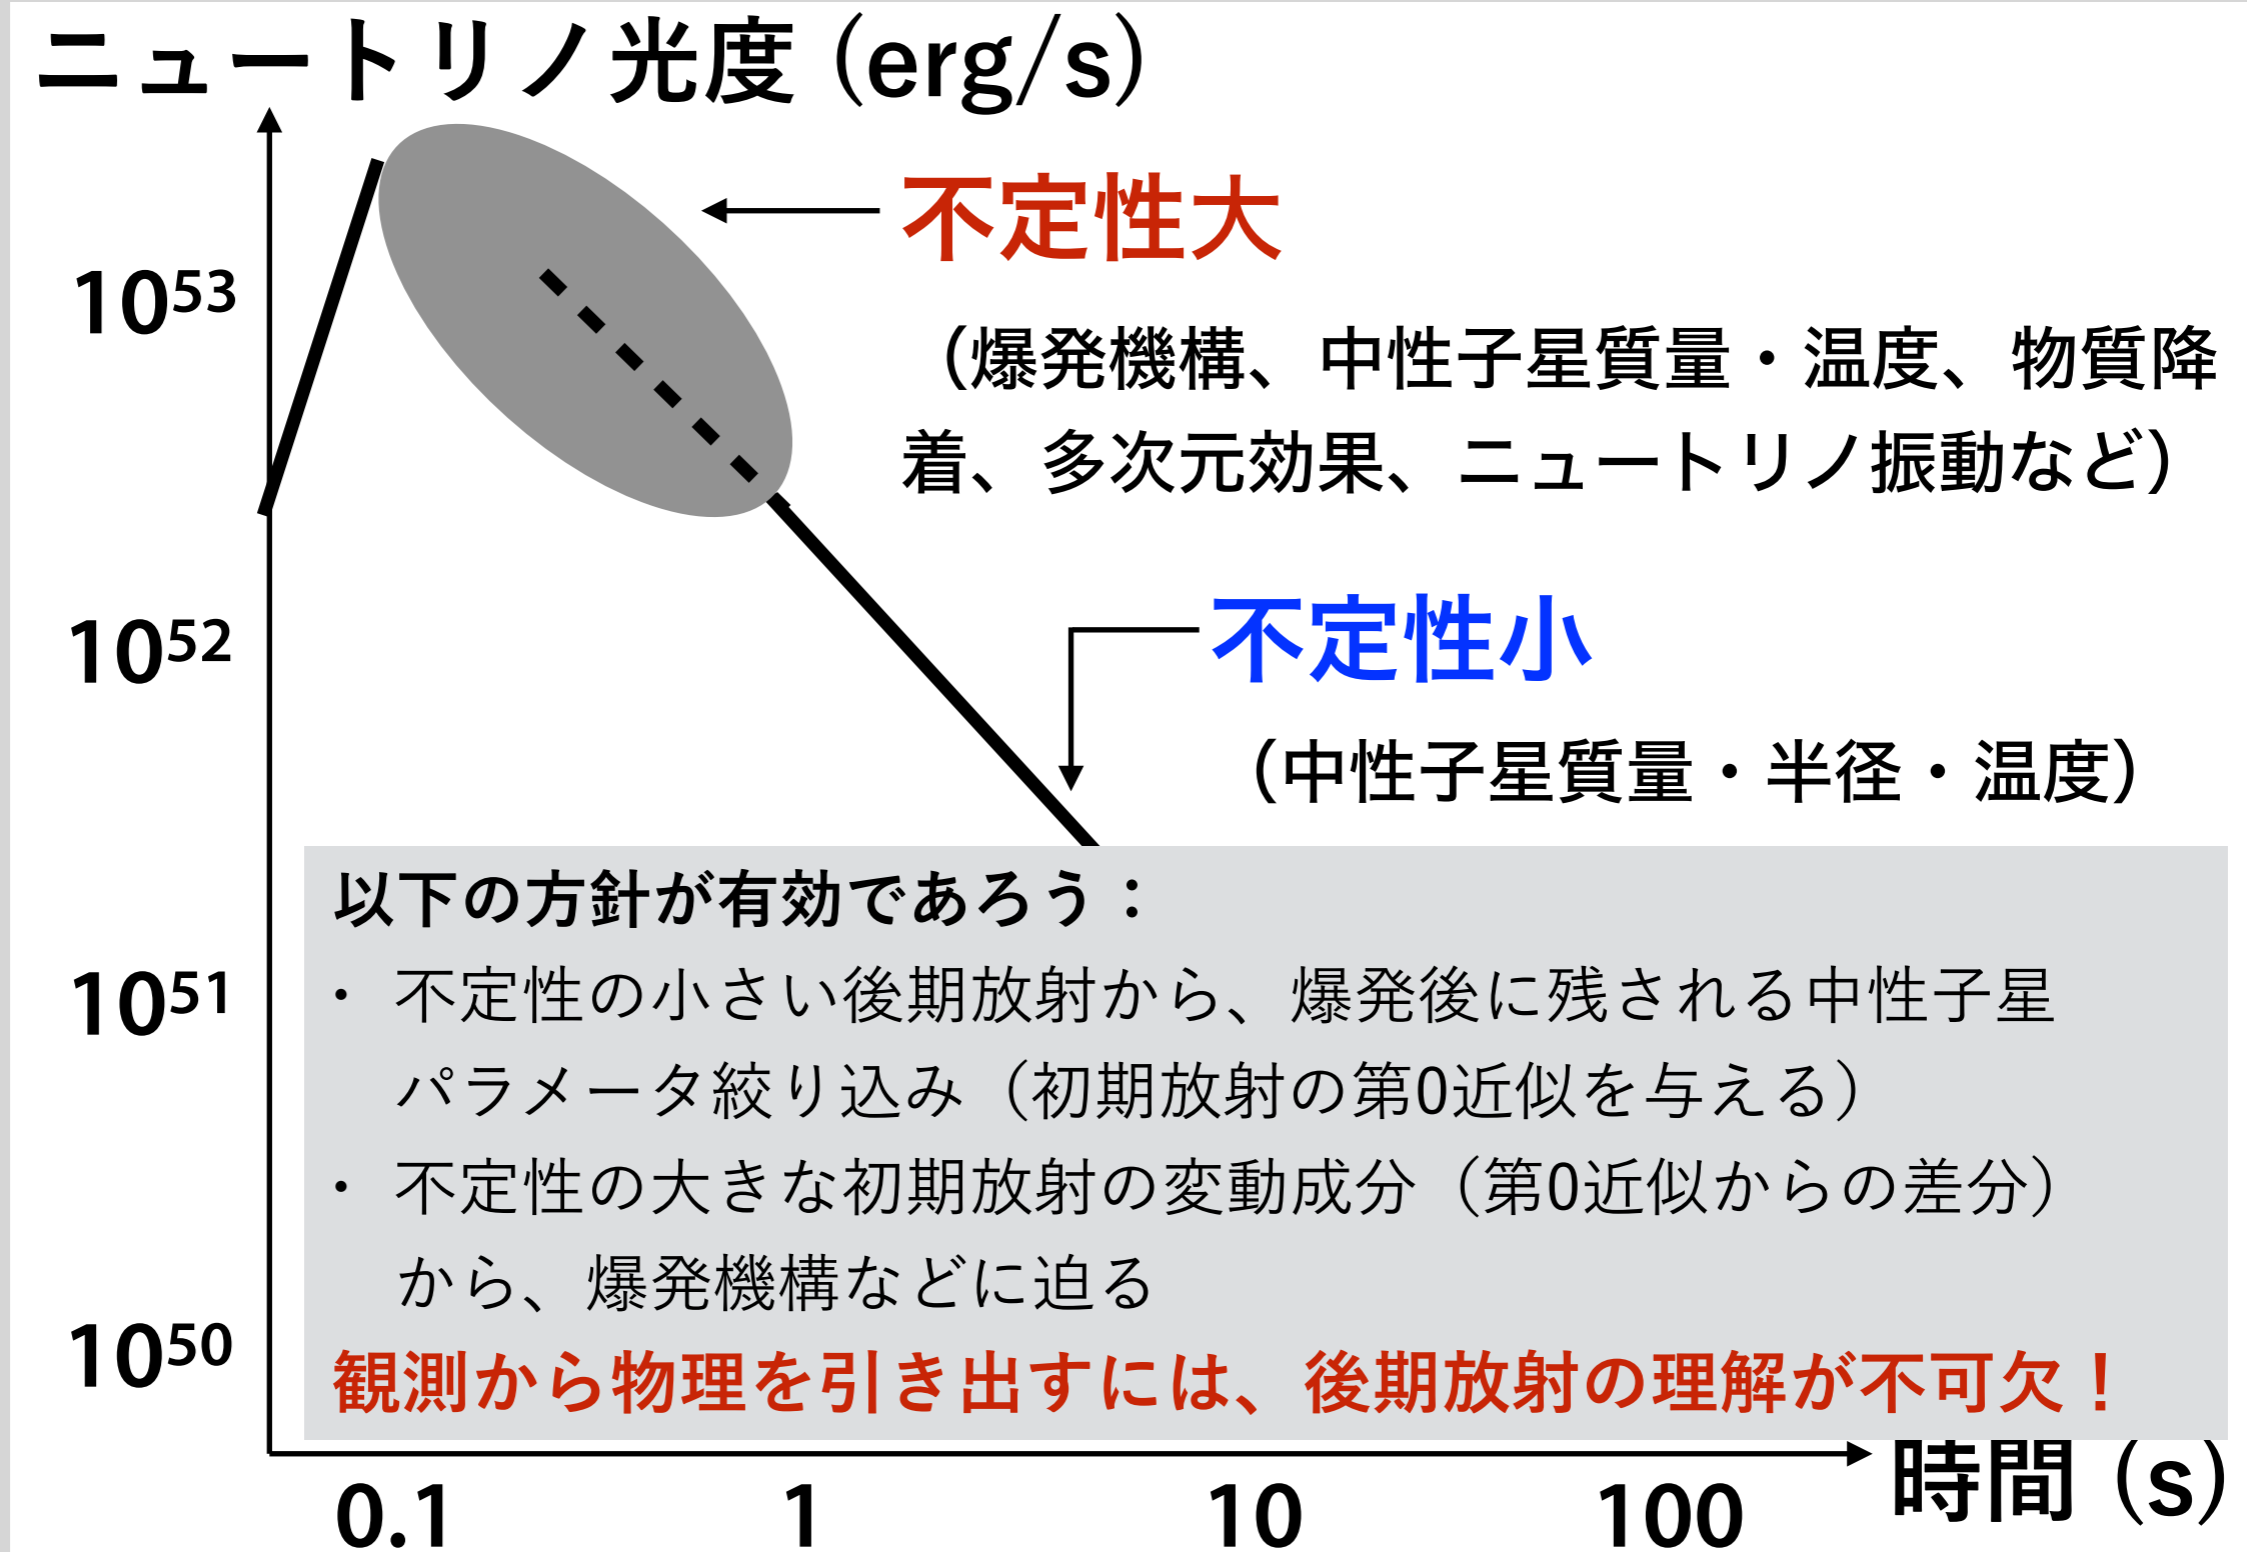 ニュートリノ光度 (erg/s)
10⁵³
10⁵²
10⁵¹
10⁵⁰
不定性大
（爆発機構、中性子星質量・温度、物質降
着、多次元効果、ニュートリノ振動など）
不定性小
（中性子星質量・半径・温度）
以下の方針が有効であろう：
・ 不定性の小さい後期放射から、爆発後に残される中性子星
パラメータ絞り込み（初期放射の第0近似を与える）
・ 不定性の大きな初期放射の変動成分（第0近似からの差分）
から、爆発機構などに迫る
観測から物理を引き出すには、後期放射の理解が不可欠！
0.1 1 10 100
時間 (s)